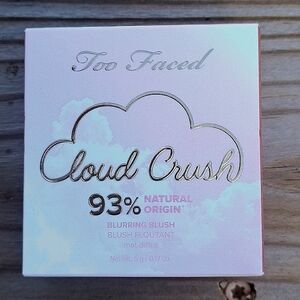 Too Faced
Cloud Crush
93% NATURAL
ORIGIN
BLURRING BLUSH
BLUSH FLOUTANT